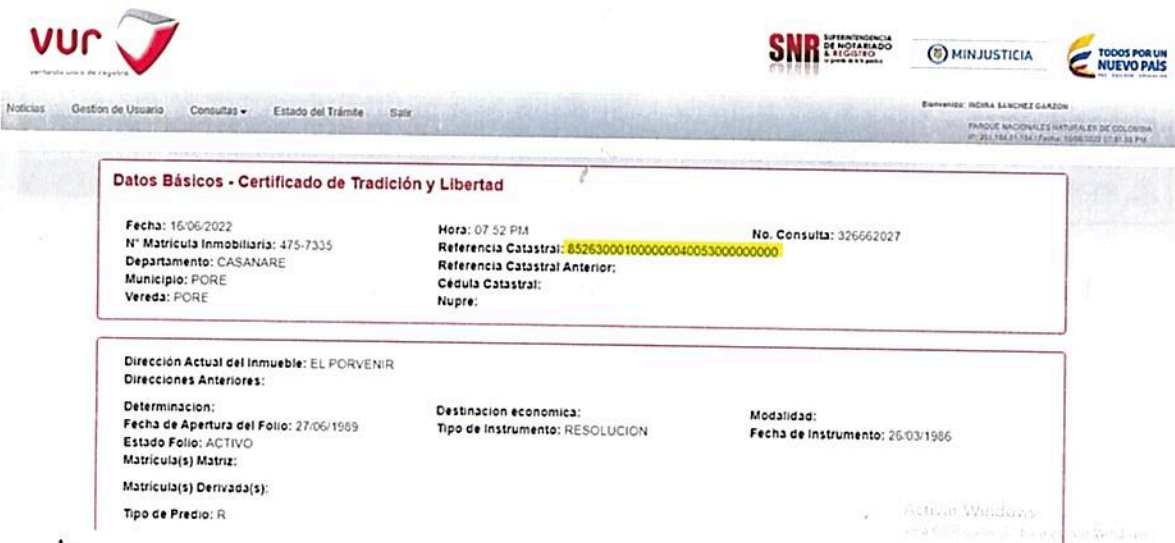 vur
ventanilla única de registro
SNR SUPERINTENDENCIA
DE NOTARIADO
& REGISTRO
MINJUSTICIA
TODOS POR UN
NUEVO PAÍS
Noticias Gestion de Usuario Consultas Estado del Trámite Salir
Bienvenido: INDIRA SANCHEZ GARZON
PARQUE NACIONALES NATURALES DE COLOMBIA
Datos Básicos - Certificado de Tradición y Libertad
Fecha: 16/06/2022 Hora: 07:52 PM No. Consulta: 326662027
N° Matricula Inmobiliaria: 475-7335 Referencia Catastral: 852630001000000040053000000000
Departamento: CASANARE Referencia Catastral Anterior:
Municipio: PORE Cédula Catastral:
Vereda: PORE Nupre:
Dirección Actual del Inmueble: EL PORVENIR
Direcciones Anteriores:
Determinacion: Destinacion economica: Modalidad:
Fecha de Apertura del Folio: 27/06/1989 Tipo de Instrumento: RESOLUCION Fecha de Instrumento: 26/03/1986
Estado Folio: ACTIVO
Matrícula(s) Matriz:
Matrícula(s) Derivada(s):
Tipo de Predio: R
Activar Windows